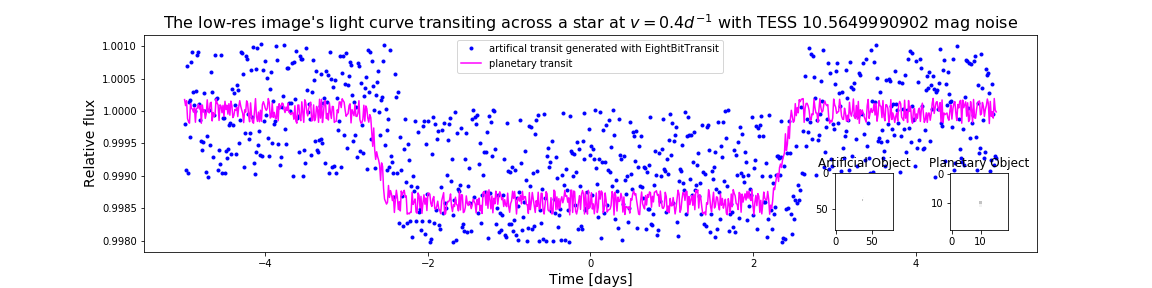 The low-res image's light curve transiting across a star at v = 0.4d⁻¹ with TESS 10.5649990902 mag noise
artifical transit generated with EightBitTransit
planetary transit
Relative flux
1.0010
1.0005
1.0000
0.9995
0.9990
0.9985
0.9980
Artificial Object
0
50
0
50
Planetary Object
0
10
0
10
−4
−2
0
2
4
Time [days]